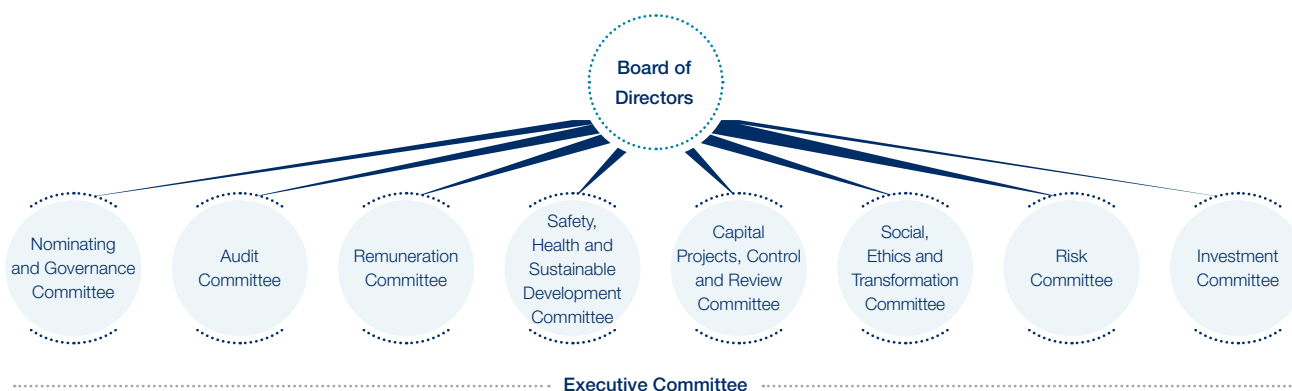 Board of
Directors
Nominating
and Governance
Committee
Audit
Committee
Remuneration
Committee
Safety,
Health and
Sustainable
Development
Committee
Capital
Projects, Control
and Review
Committee
Social,
Ethics and
Transformation
Committee
Risk
Committee
Investment
Committee
Executive Committee